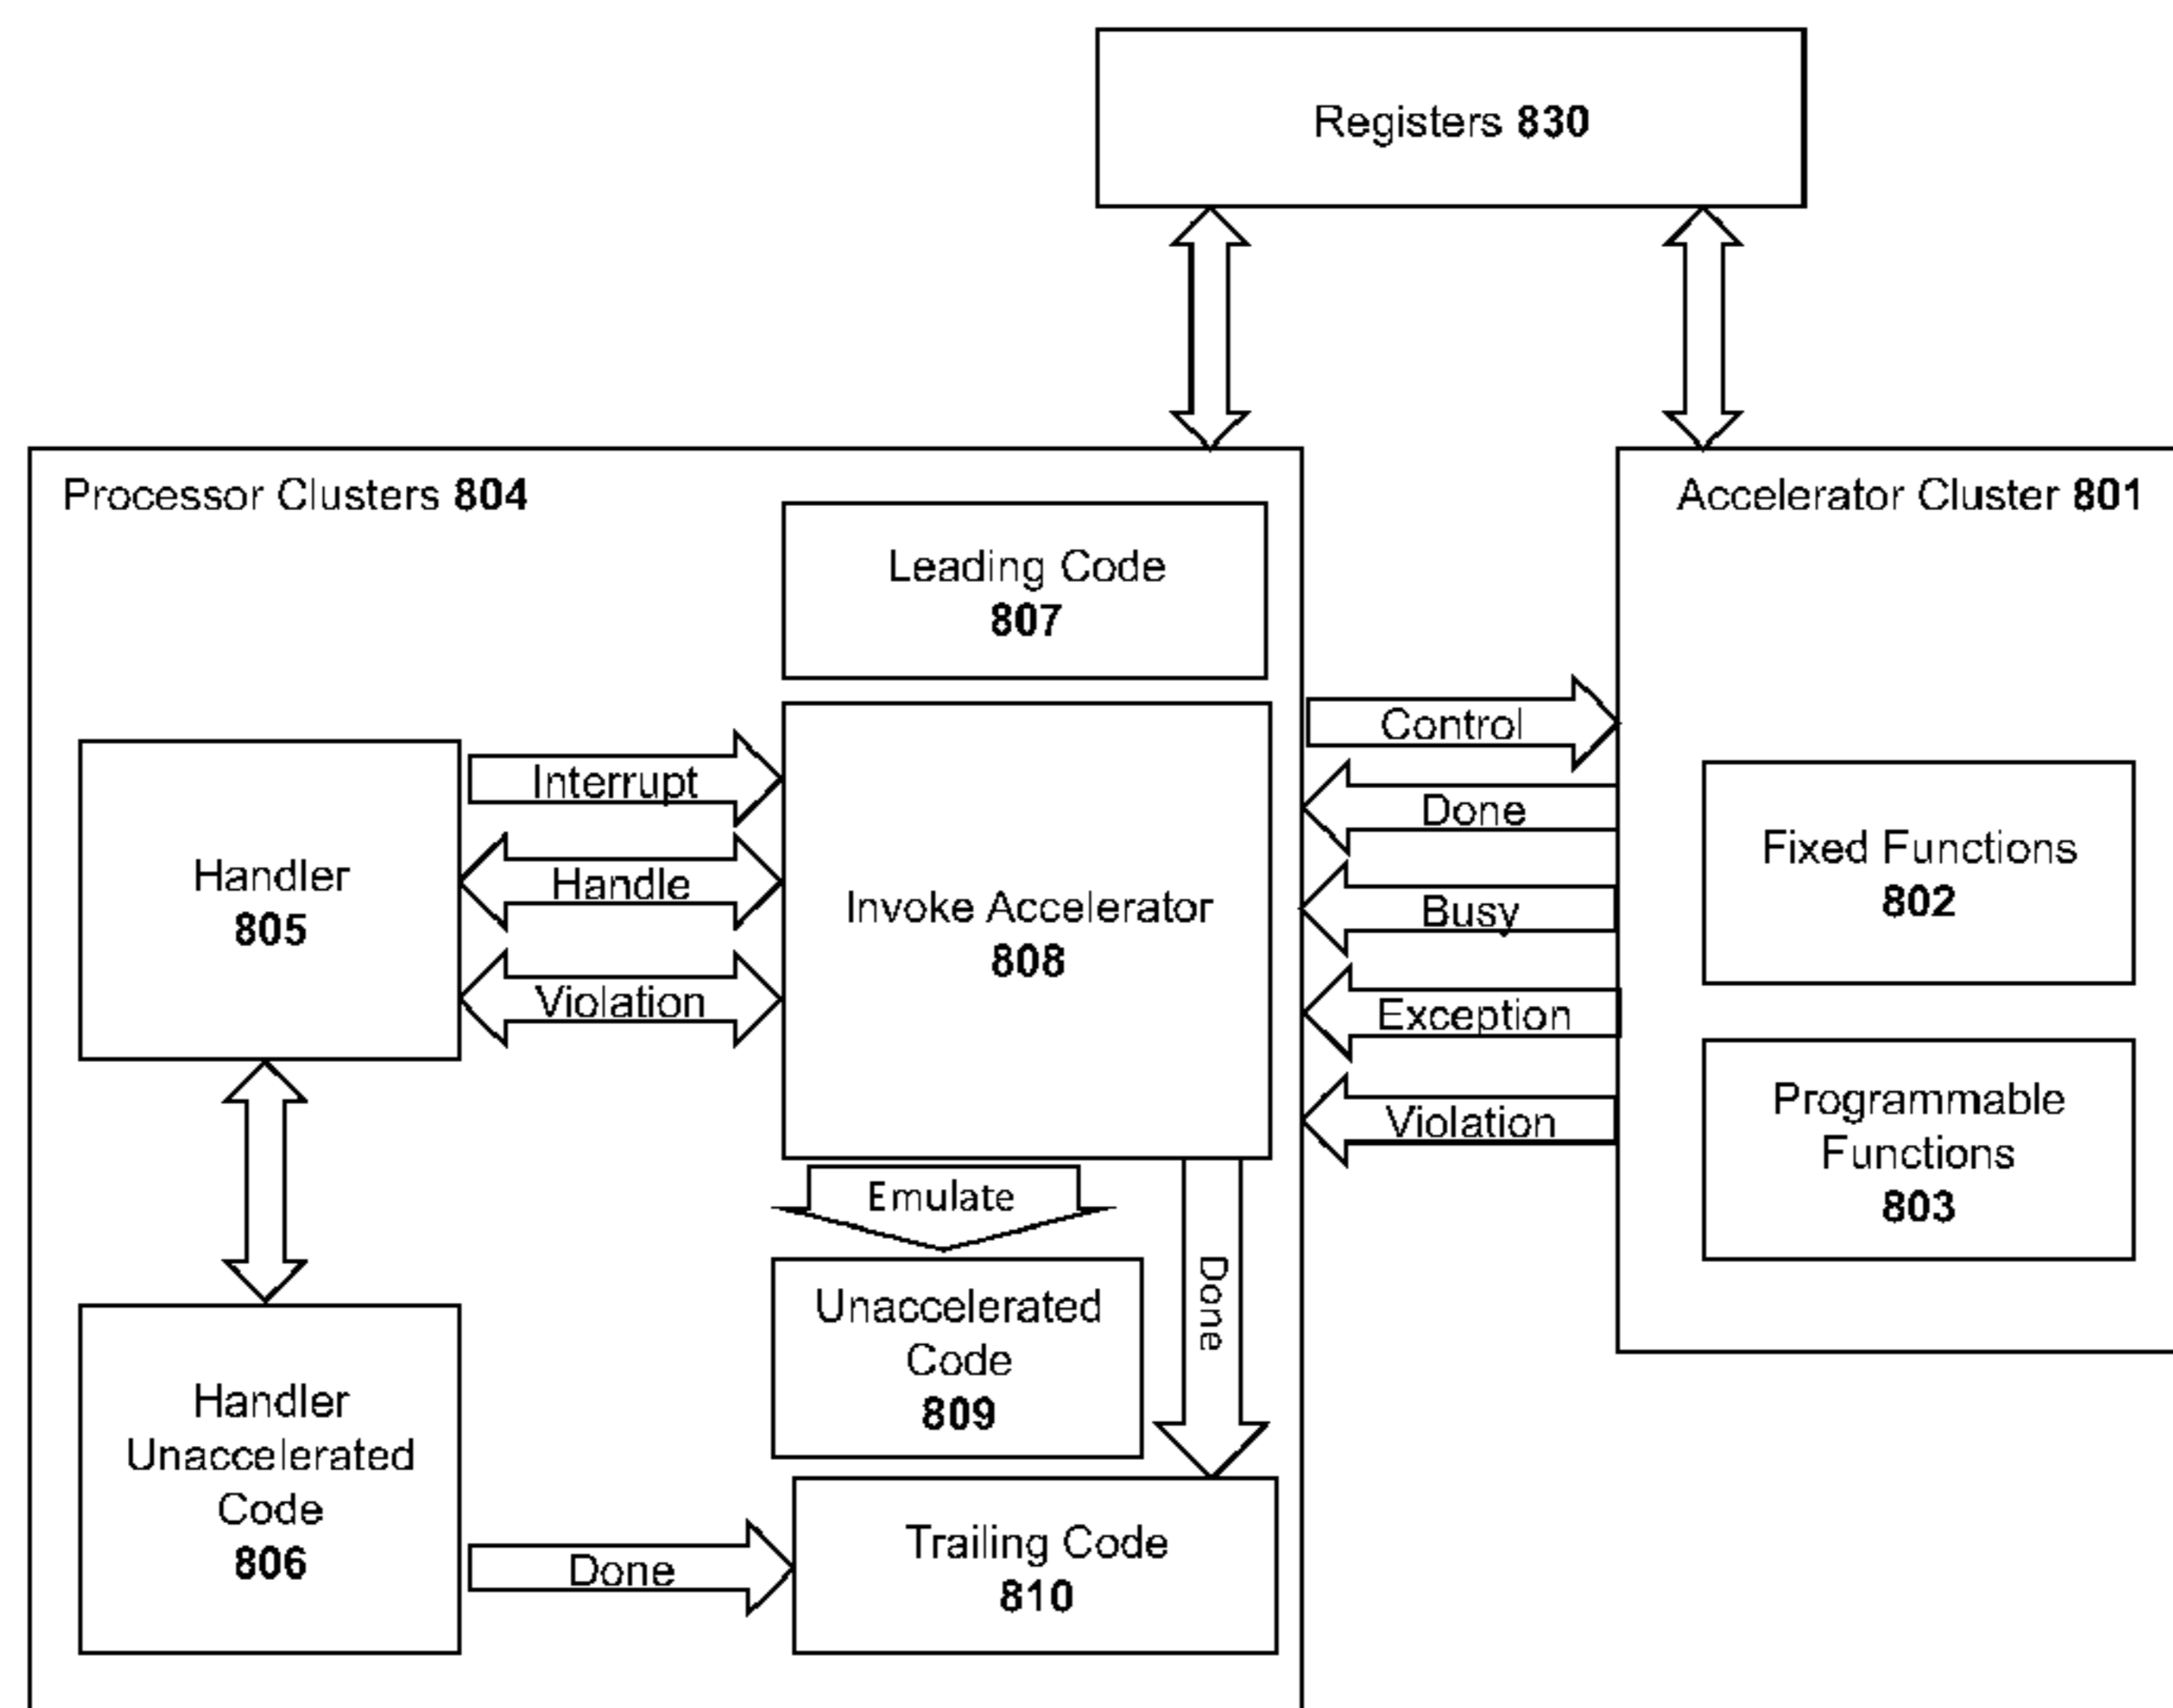 Registers 830
Processor Clusters 804
Accelerator Cluster 801
Leading Code
807
Control
Interrupt
Done
Handler
805
Handle
Invoke Accelerator
808
Busy
Fixed Functions
802
Violation
Exception
Violation
Programmable
Functions
803
Emulate
Done
Unaccelerated
Code
809
Handler
Unaccelerated
Code
806
Done
Trailing Code
810